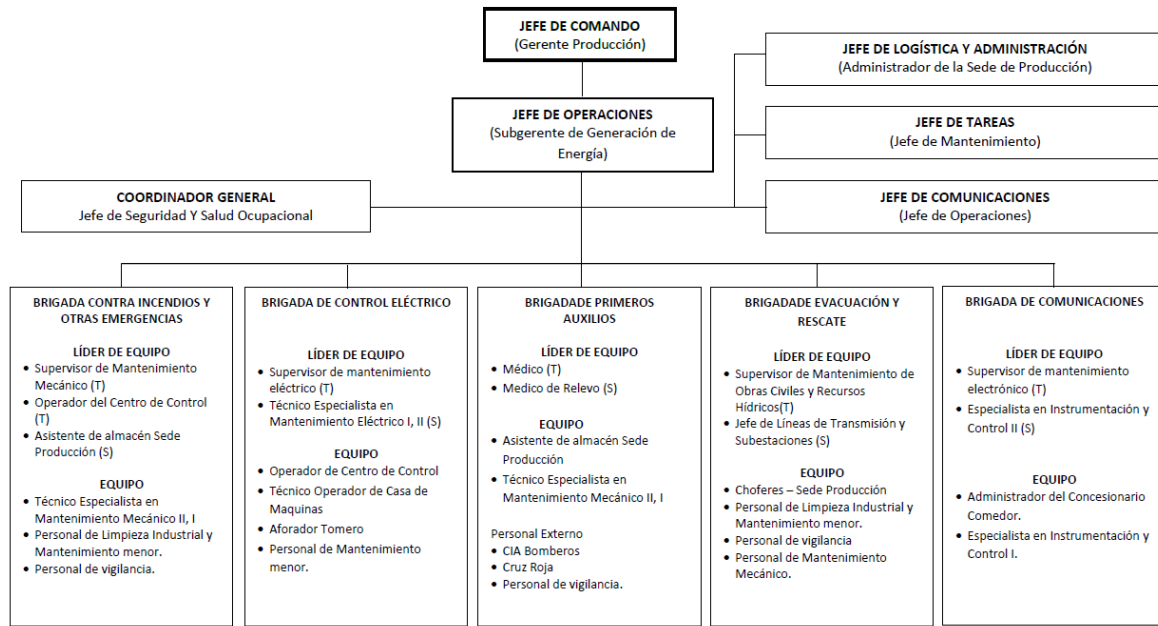 JEFE DE COMANDO
(Gerente Producción)
JEFE DE LOGÍSTICA Y ADMINISTRACIÓN
(Administrador de la Sede de Producción)
JEFE DE OPERACIONES
(Subgerente de Generación de
Energía)
JEFE DE TAREAS
(Jefe de Mantenimiento)
COORDINADOR GENERAL
Jefe de Seguridad Y Salud Ocupacional
JEFE DE COMUNICACIONES
(Jefe de Operaciones)
BRIGADA CONTRA INCENDIOS Y
OTRAS EMERGENCIAS
LÍDER DE EQUIPO
• Supervisor de Mantenimiento
Mecánico (T)
• Operador del Centro de Control
(T)
• Asistente de almacén Sede
Producción (S)
EQUIPO
• Técnico Especialista en
Mantenimiento Mecánico II, I
• Personal de Limpieza Industrial y
Mantenimiento menor.
• Personal de vigilancia.
BRIGADA DE CONTROL ELÉCTRICO
LÍDER DE EQUIPO
• Supervisor de mantenimiento
eléctrico (T)
• Técnico Especialista en
Mantenimiento Eléctrico I, II (S)
EQUIPO
• Operador de Centro de Control
• Técnico Operador de Casa de
Maquinas
• Aforador Tomero
• Personal de Mantenimiento
menor.
BRIGADADE PRIMEROS
AUXILIOS
LÍDER DE EQUIPO
• Médico (T)
• Medico de Relevo (S)
EQUIPO
• Asistente de almacén Sede
Producción
• Técnico Especialista en
Mantenimiento Mecánico II, I
Personal Externo
• CIA Bomberos
• Cruz Roja
• Personal de vigilancia.
BRIGADADE EVACUACIÓN Y
RESCATE
LÍDER DE EQUIPO
• Supervisor de Mantenimiento de
Obras Civiles y Recursos
Hídricos(T)
• Jefe de Líneas de Transmisión y
Subestaciones (S)
EQUIPO
• Choferes – Sede Producción
• Personal de Limpieza Industrial y
Mantenimiento menor.
• Personal de vigilancia
• Personal de Mantenimiento
Mecánico.
BRIGADA DE COMUNICACIONES
LÍDER DE EQUIPO
• Supervisor de mantenimiento
electrónico (T)
• Especialista en Instrumentación y
Control II (S)
EQUIPO
• Administrador del Concesionario
Comedor.
• Especialista en Instrumentación y
Control I.